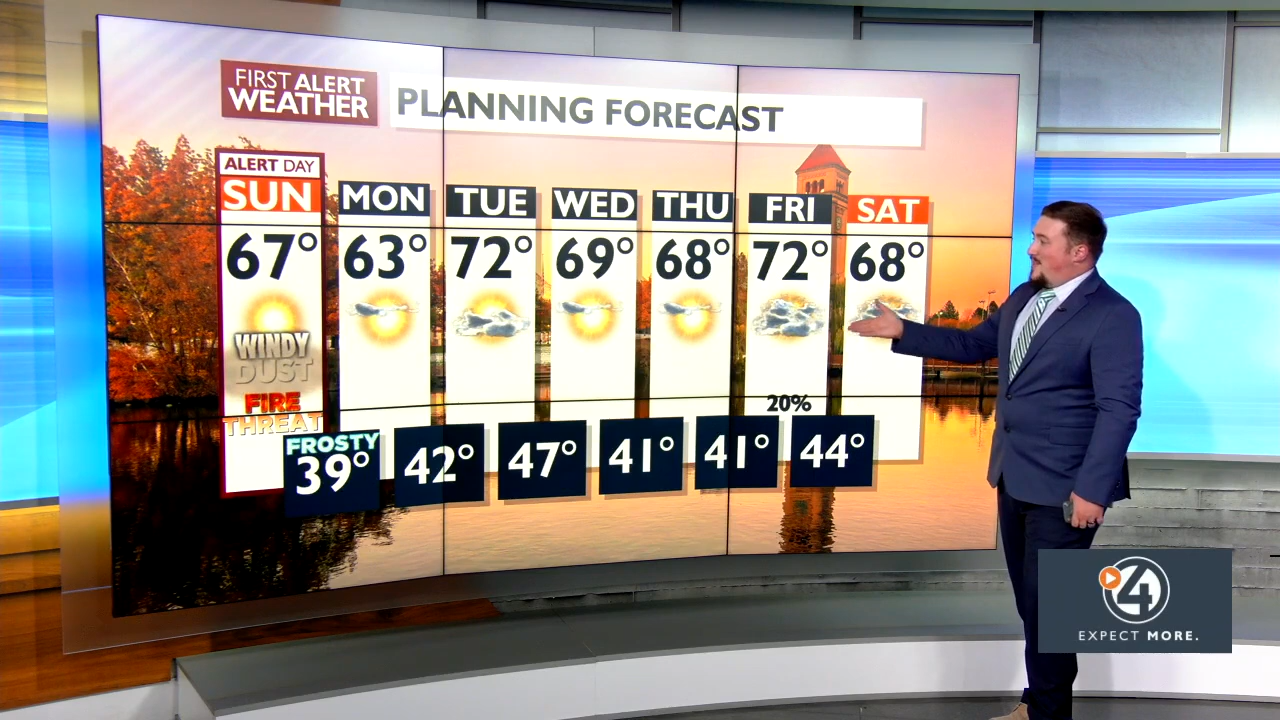 FIRST ALERT
WEATHER
PLANNING FORECAST
ALERT DAY
SUN
MON
TUE
WED
THU
FRI
SAT
67°
63°
72°
69°
68°
72°
68°
WINDY
DUST
FIRE
THREAT
20%
FROSTY
39°
42°
47°
41°
41°
44°
4
EXPECT MORE.